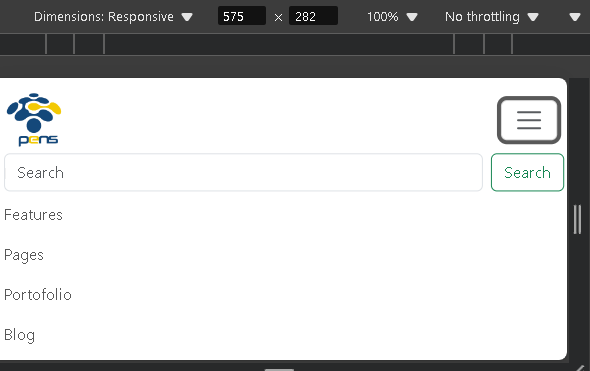 Dimensions: Responsive 575 × 282 100% No throttling
pens
Search Search
Features
Pages
Portofolio
Blog